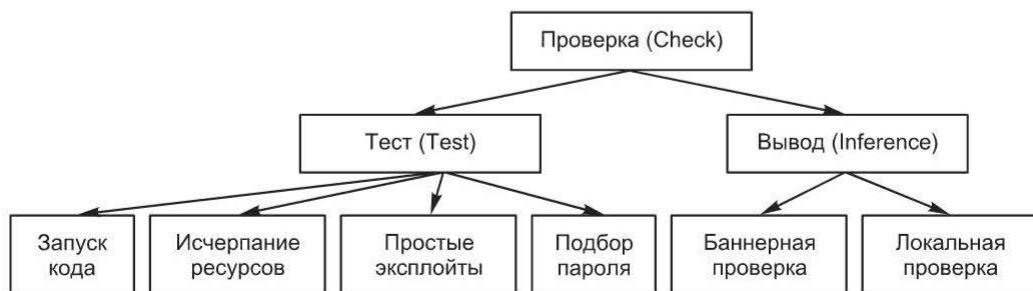 Проверка (Check)
Тест (Test)
Вывод (Inference)
Запуск
кода
Исчерпание
ресурсов
Простые
эксплойты
Подбор
пароля
Баннерная
проверка
Локальная
проверка